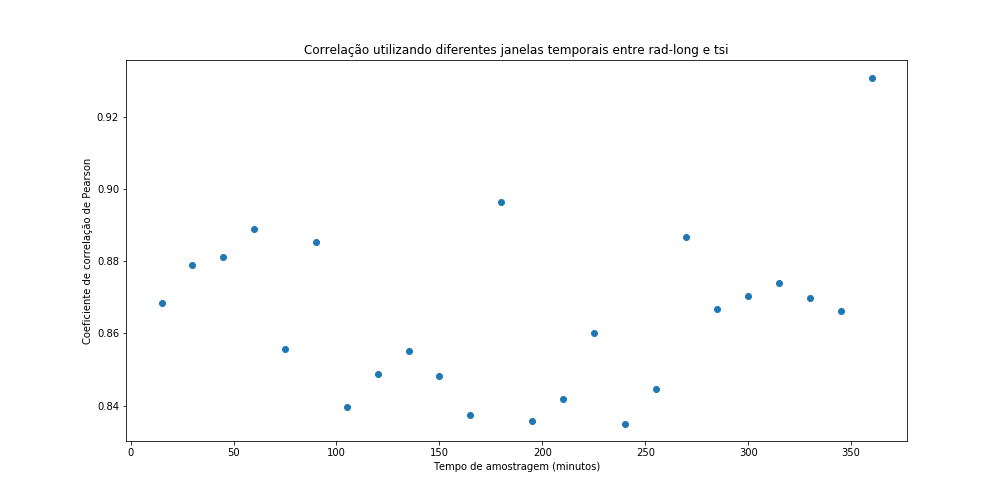 Correlação utilizando diferentes janelas temporais entre rad-long e tsi
Coeficiente de correlação de Pearson
0.92
0.90
0.88
0.86
0.84
0 50 100 150 200 250 300 350
Tempo de amostragem (minutos)